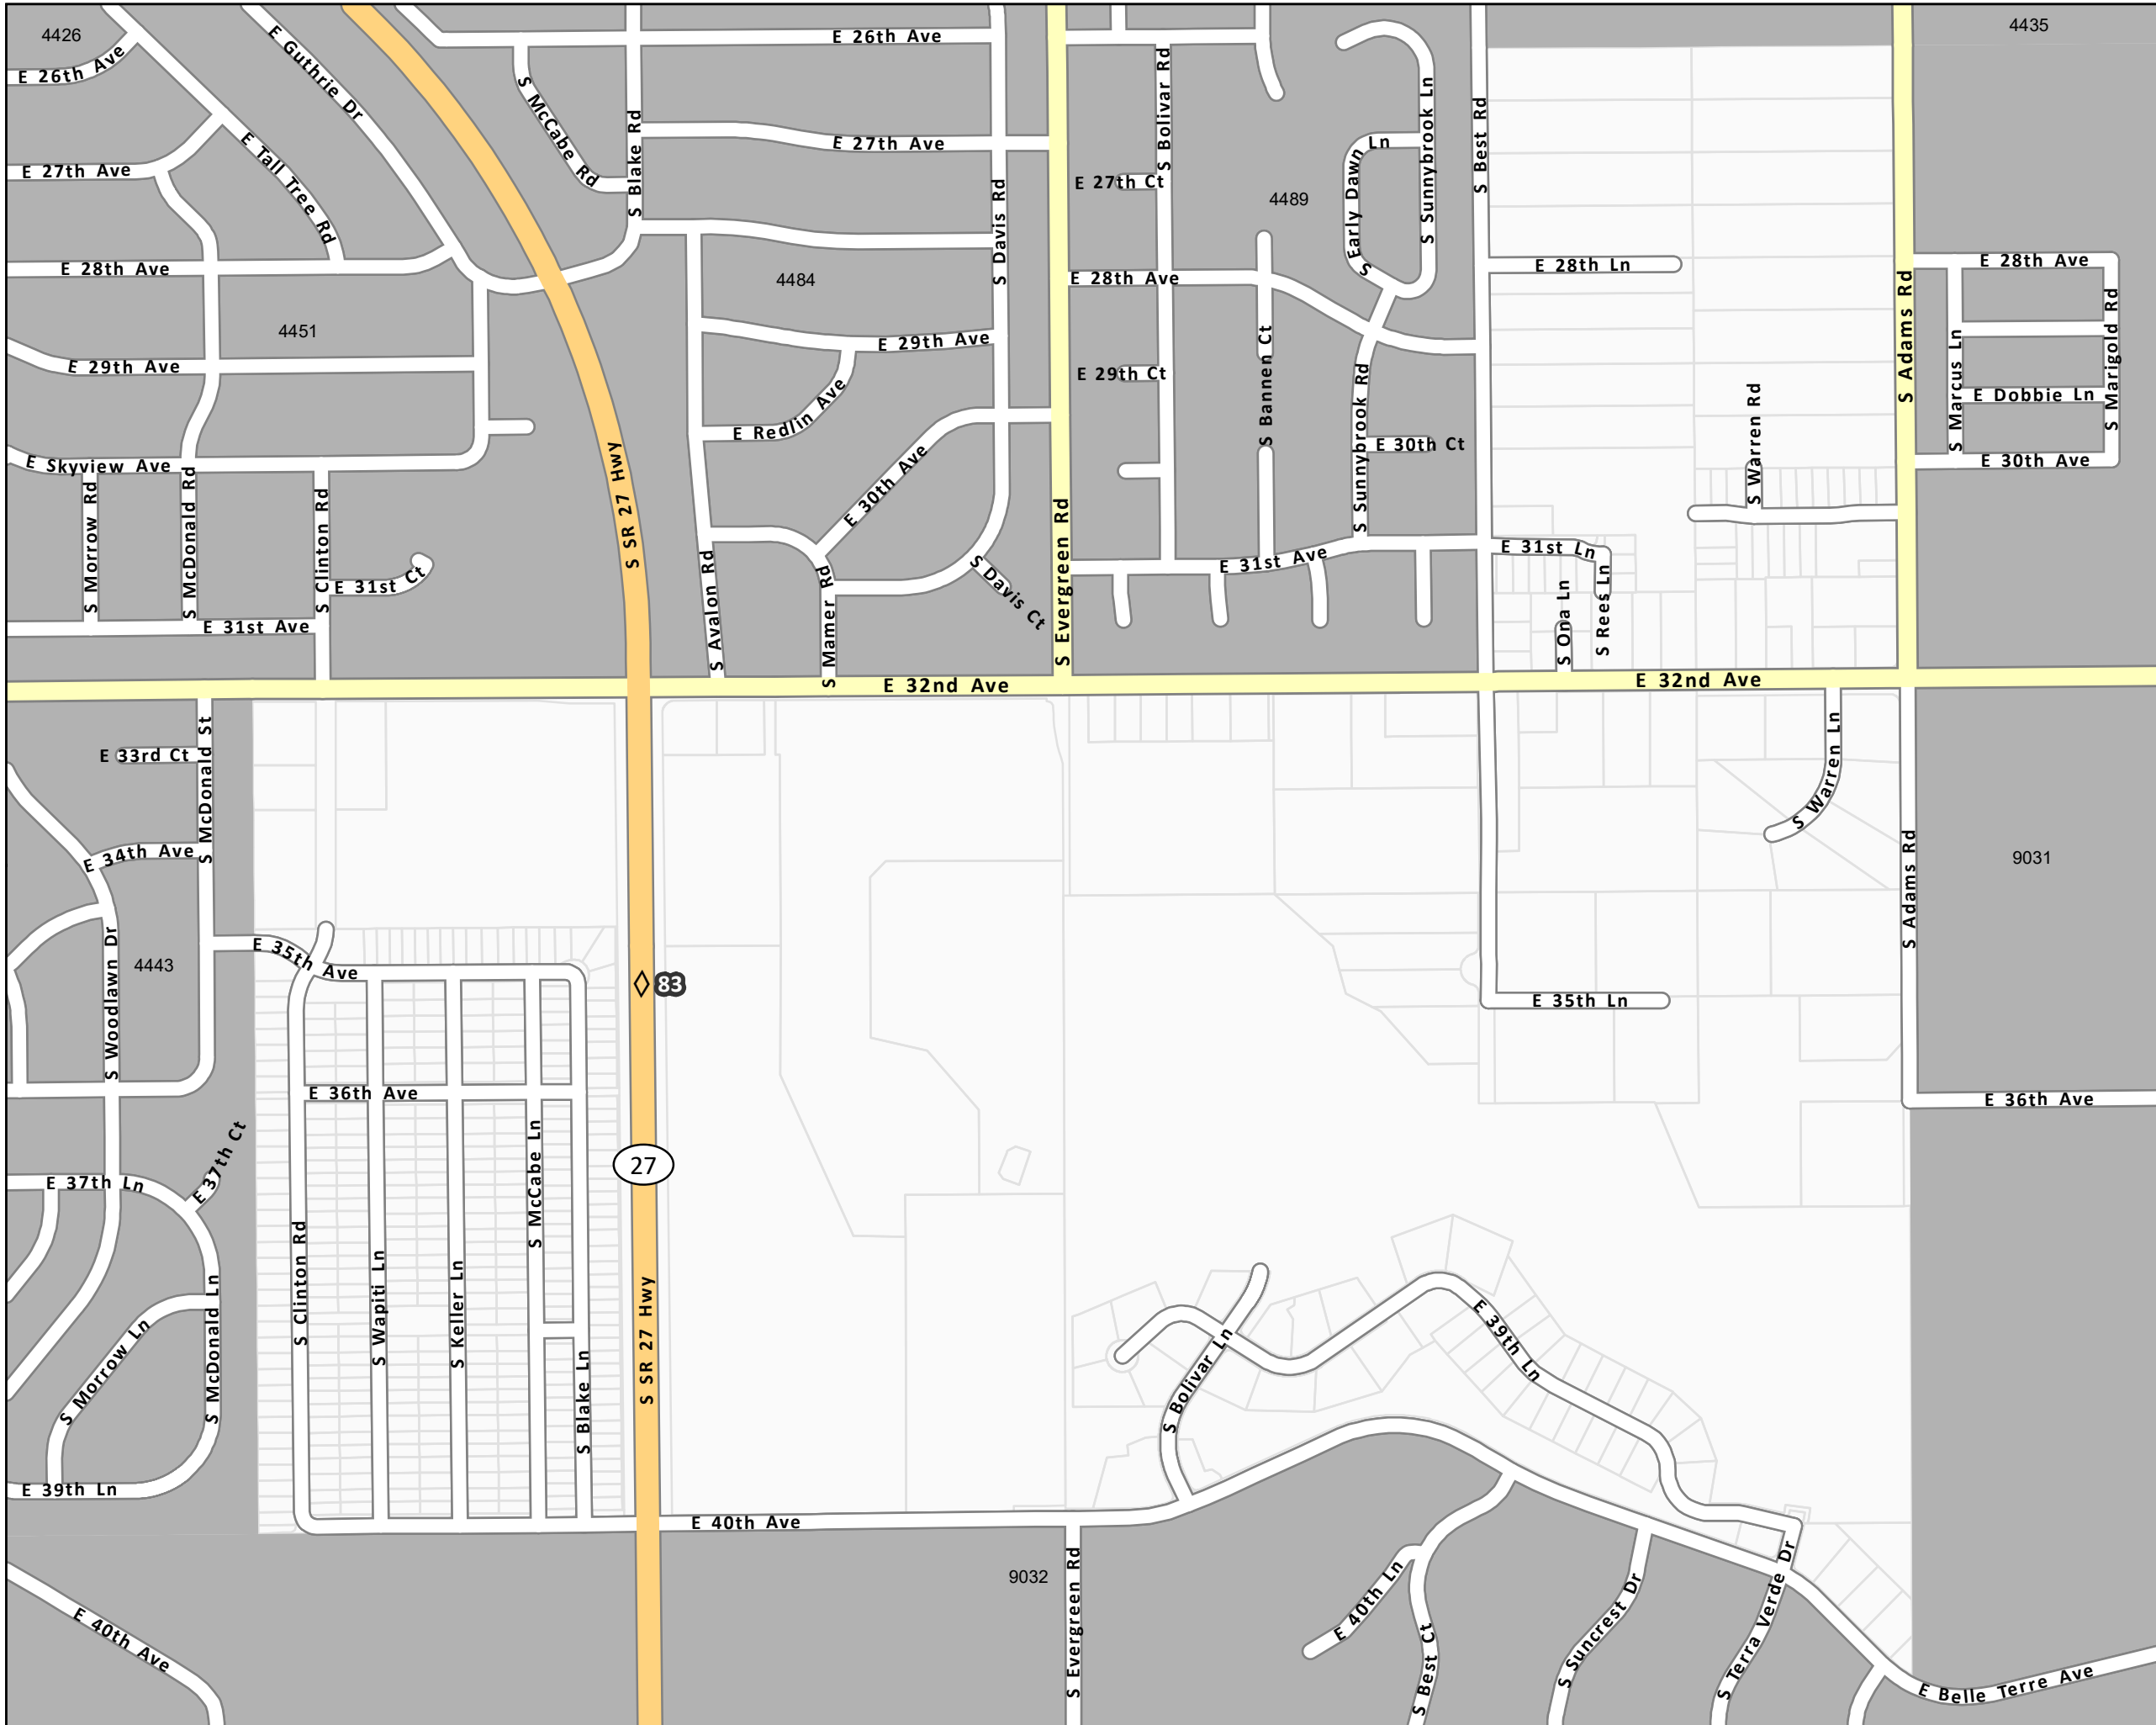 4426
E 26th Ave
E Guthrie Dr
E 26th Ave
4435
S McCabe Rd
S Blake Rd
E 27th Ave
S Bolivar Rd
S Sunnybrook Ln
S Best Rd
E 27th Ave
E Tall Tree Rd
E 27th Ct
4489
S Early Dawn Ln
S Davis Rd
E 28th Ave
4484
E 28th Ave
E 28th Ln
S Adams Rd
E 28th Ave
4451
E 29th Ave
E 29th Ave
E 29th Ct
S Bannen Ct
S Sunnybrook Rd
S Warren Rd
S Marcus Ln
S Marigold Rd
E Dobbie Ln
E Redlin Ave
E 30th Ct
E 30th Ave
E Skyview Ave
S SR 27 Hwy
E 30th Ave
S Morrow Rd
S McDonald Rd
S Clinton Rd
E 31st Ct
E 31st Ave
S Avalon Rd
S Mamer Rd
S Davis Ct
S Evergreen Rd
E 31st Ave
E 31st Ln
S Ona Ln
S Rees Ln
E 32nd Ave
E 32nd Ave
E 33rd Ct
S McDonald St
S Warren Ln
E 34th Ave
S Adams Rd
9031
E 35th Ave
4443
S Woodlawn Dr
83
E 35th Ln
E 36th Ave
E 36th Ave
E 37th Ct
E 37th Ln
27
S McCabe Ln
S Clinton Rd
S Wapiti Ln
S Keller Ln
S Blake Ln
S SR 27 Hwy
S McDonald Ln
S Morrow Ln
S Bolivar Ln
E 39th Ln
E 39th Ln
E 40th Ave
9032
S Evergreen Rd
E 40th Ln
S Best Ct
S Suncrest Dr
S Terra Verde Dr
E 40th Ave
E Belle Terre Ave